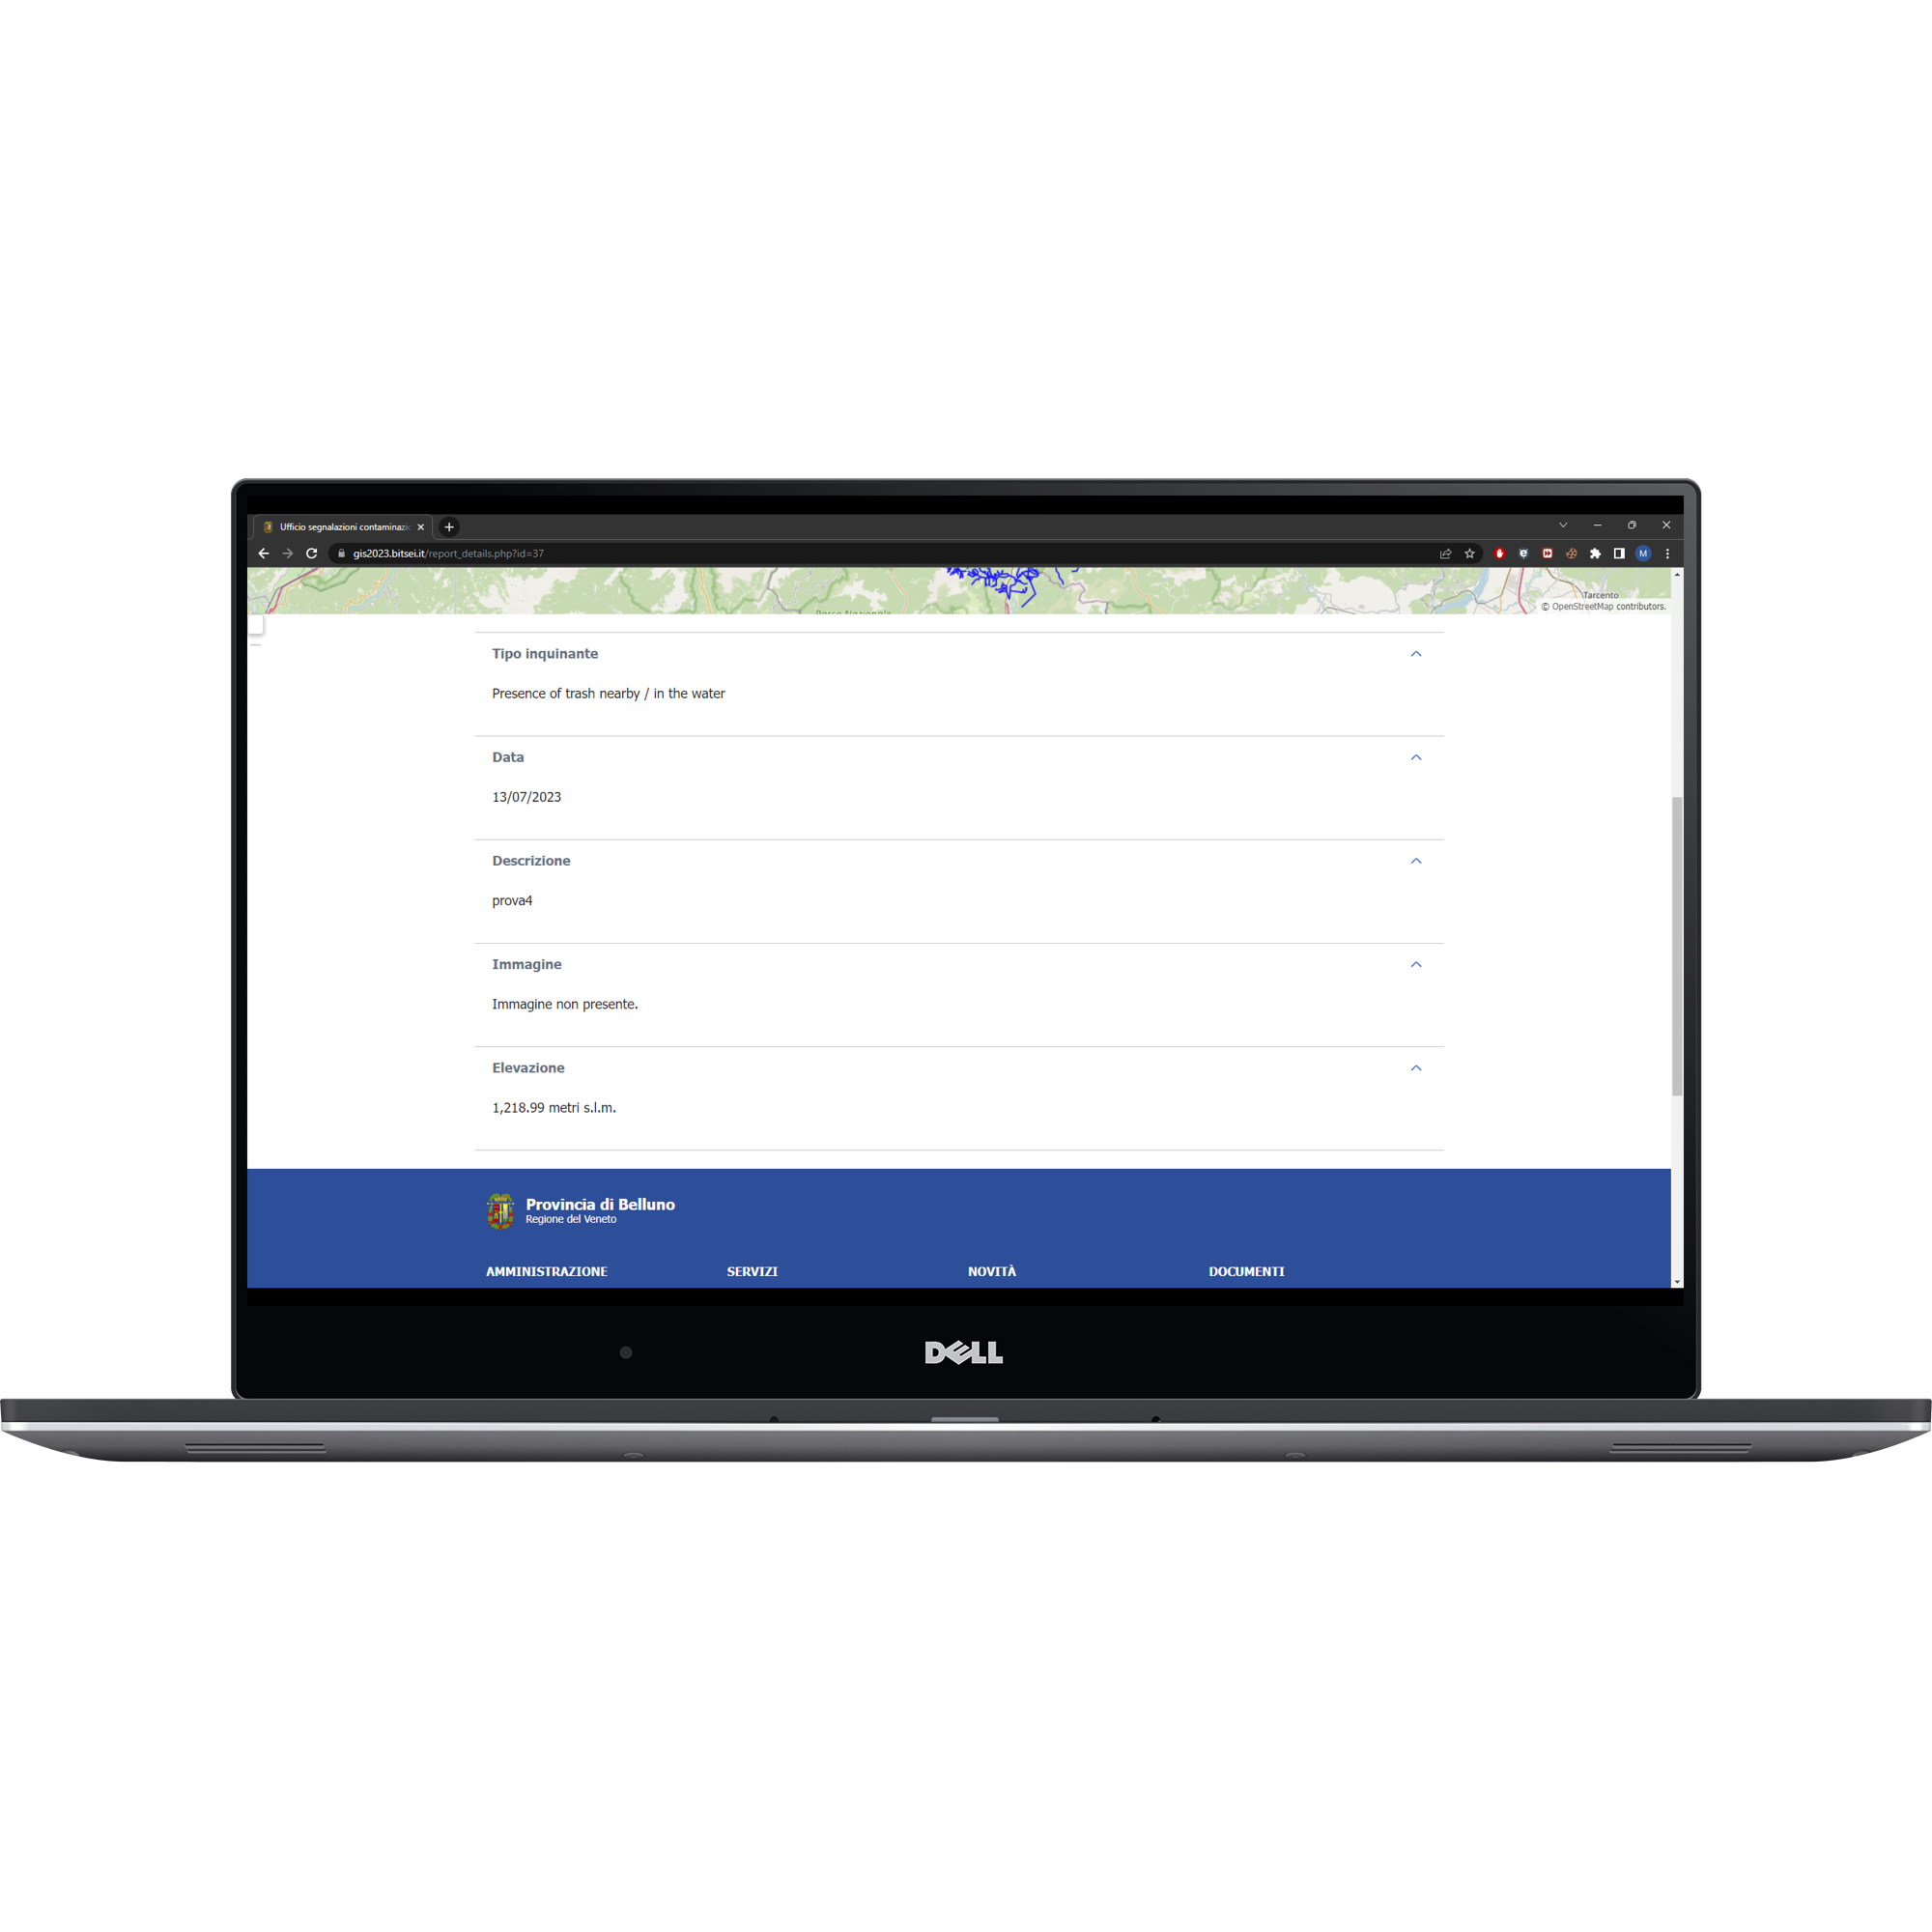 Ufficio segnalazioni contaminazi
gis2023.bitsei.it/report_details.php?id=37
M
Parco Nazionale
Tarcento
© OpenStreetMap contributors.
Tipo inquinante
Presence of trash nearby / in the water
Data
13/07/2023
Descrizione
prova4
Immagine
Immagine non presente.
Elevazione
1,218.99 metri s.l.m.
Provincia di Belluno
Regione del Veneto
AMMINISTRAZIONE
SERVIZI
NOVITÀ
DOCUMENTI
DELL